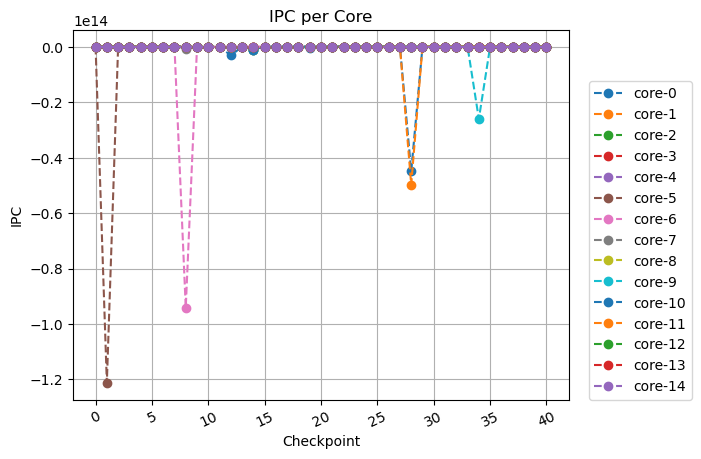 IPC per Core
1e14
0.0
−0.2
−0.4
−0.6
−0.8
−1.0
−1.2
IPC
0 5 10 15 20 25 30 35 40
Checkpoint
core-0
core-1
core-2
core-3
core-4
core-5
core-6
core-7
core-8
core-9
core-10
core-11
core-12
core-13
core-14